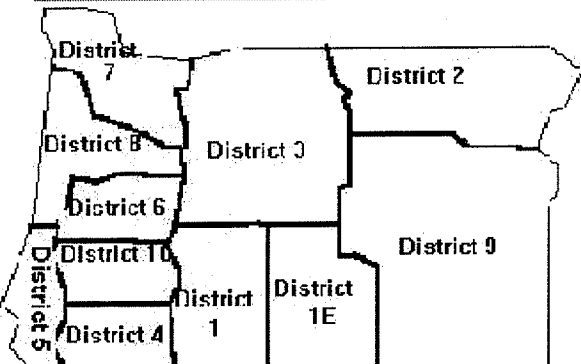 District
7
District 2
District 8
District 3
District 6
District 9
District 10
District 5
District
1
District
1E
District 4